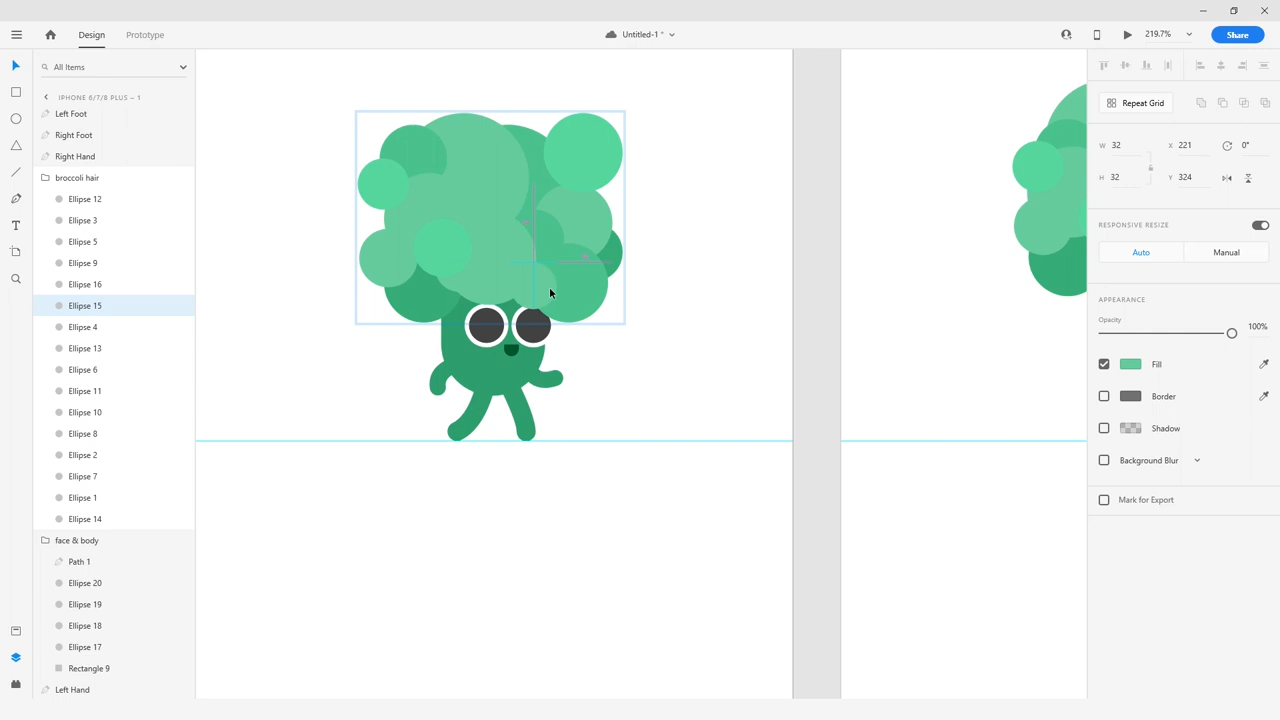 Design
Prototype
Untitled-1 *
219.7%
Share
All Items
IPHONE 6/7/8 PLUS – 1
Left Foot
Right Foot
Right Hand
broccoli hair
Ellipse 12
Ellipse 3
Ellipse 5
Ellipse 9
Ellipse 16
Ellipse 15
Ellipse 4
Ellipse 13
Ellipse 6
Ellipse 11
Ellipse 10
Ellipse 8
Ellipse 2
Ellipse 7
Ellipse 1
Ellipse 14
face & body
Path 1
Ellipse 20
Ellipse 19
Ellipse 18
Ellipse 17
Rectangle 9
Left Hand
Repeat Grid
W 32 X 221 0°
H 32 Y 324
RESPONSIVE RESIZE
Auto Manual
APPEARANCE
Opacity
100%
Fill
Border
Shadow
Background Blur
Mark for Export